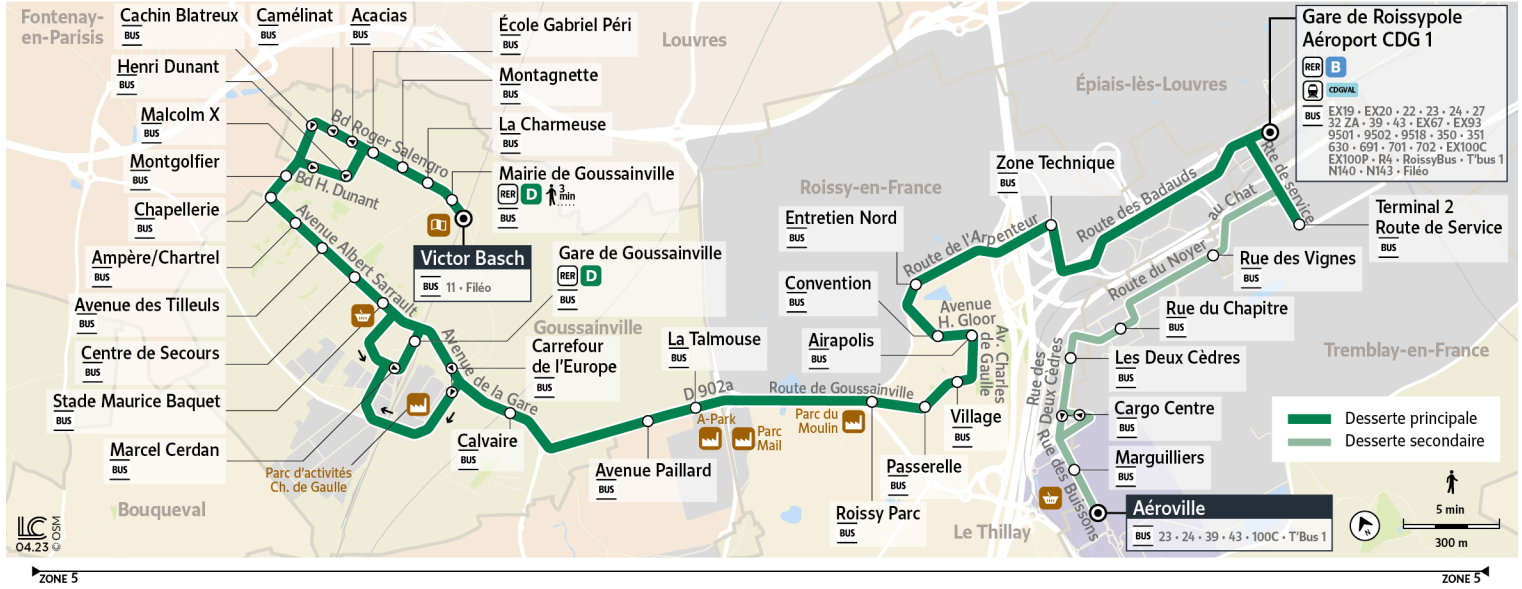 Fontenay-
en-Parisis
Cachin Blatreux
BUS
Camélinat
BUS
Acacias
BUS
École Gabriel Péri
BUS
Louvres
Gare de Roissypole
Aéroport CDG 1
RER B
CDGVAL
BUS
EX19 • EX20 • 22 • 23 • 24 • 27
32 ZA • 39 • 43 • EX67 • EX93
9501 • 9502 • 9518 • 350 • 351
630 • 691 • 701 • 702 • EX100C
EX100P • R4 • RoissyBus • T'bus 1
N140 • N143 • Filéo
Henri Dunant
BUS
Montagnette
BUS
Épiais-lès-Louvres
Malcolm X
BUS
Bd Roger Salengro
La Charmeuse
BUS
Montgolfier
BUS
Bd H. Dunant
Mairie de Goussainville
RER D 3
min
BUS
Zone Technique
BUS
Roissy-en-France
Route des Badauds
Rte de service
au Chat
Chapellerie
BUS
Avenue Albert Sarrault
Entretien Nord
BUS
Route de l'Arpenteur
Terminal 2
Route de Service
BUS
Ampère/Chartrel
BUS
Victor Basch
BUS 11 • Filéo
Gare de Goussainville
RER D
BUS
Convention
BUS
Route du Noyer
Rue des Vignes
BUS
Avenue des Tilleuls
BUS
Goussainville
Avenue
H. Gloor
Av. Charles
de Gaulle
Rue du Chapitre
BUS
Centre de Secours
BUS
Avenue de la Gare
Carrefour
de l'Europe
BUS
La Talmouse
BUS
Airapolis
BUS
Rue des
Deux Cèdres
Les Deux Cèdres
BUS
Tremblay-en-France
Stade Maurice Baquet
BUS
D 902a
Route de Goussainville
A-Park
Parc
Mail
Parc du
Moulin
Village
BUS
Cargo Centre
BUS
Desserte principale
Desserte secondaire
Marcel Cerdan
BUS
Calvaire
BUS
Parc d'activités
Ch. de Gaulle
Avenue Paillard
BUS
Passerelle
BUS
Rue des Buissons
Marguilliers
BUS
Bouqueval
Roissy Parc
BUS
Le Thillay
Aéroville
BUS 23 • 24 • 39 • 43 • 100C • T'Bus 1
5 min
300 m
LC
04.23 © OSM
ZONE 5
ZONE 5